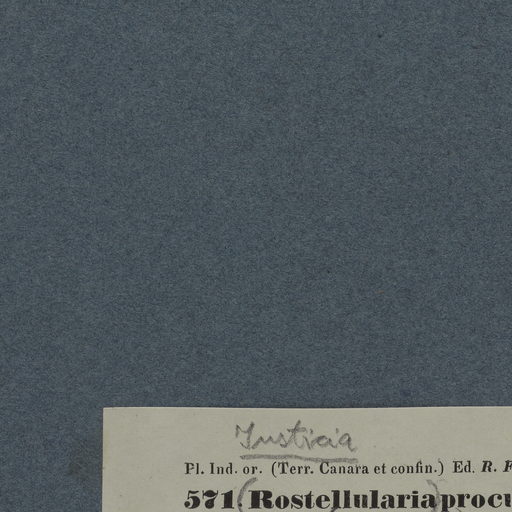 Justicia
Pl. Ind. or. (Terr. Canara et confin.) Ed. R. F
571. (Rostellularia) procu